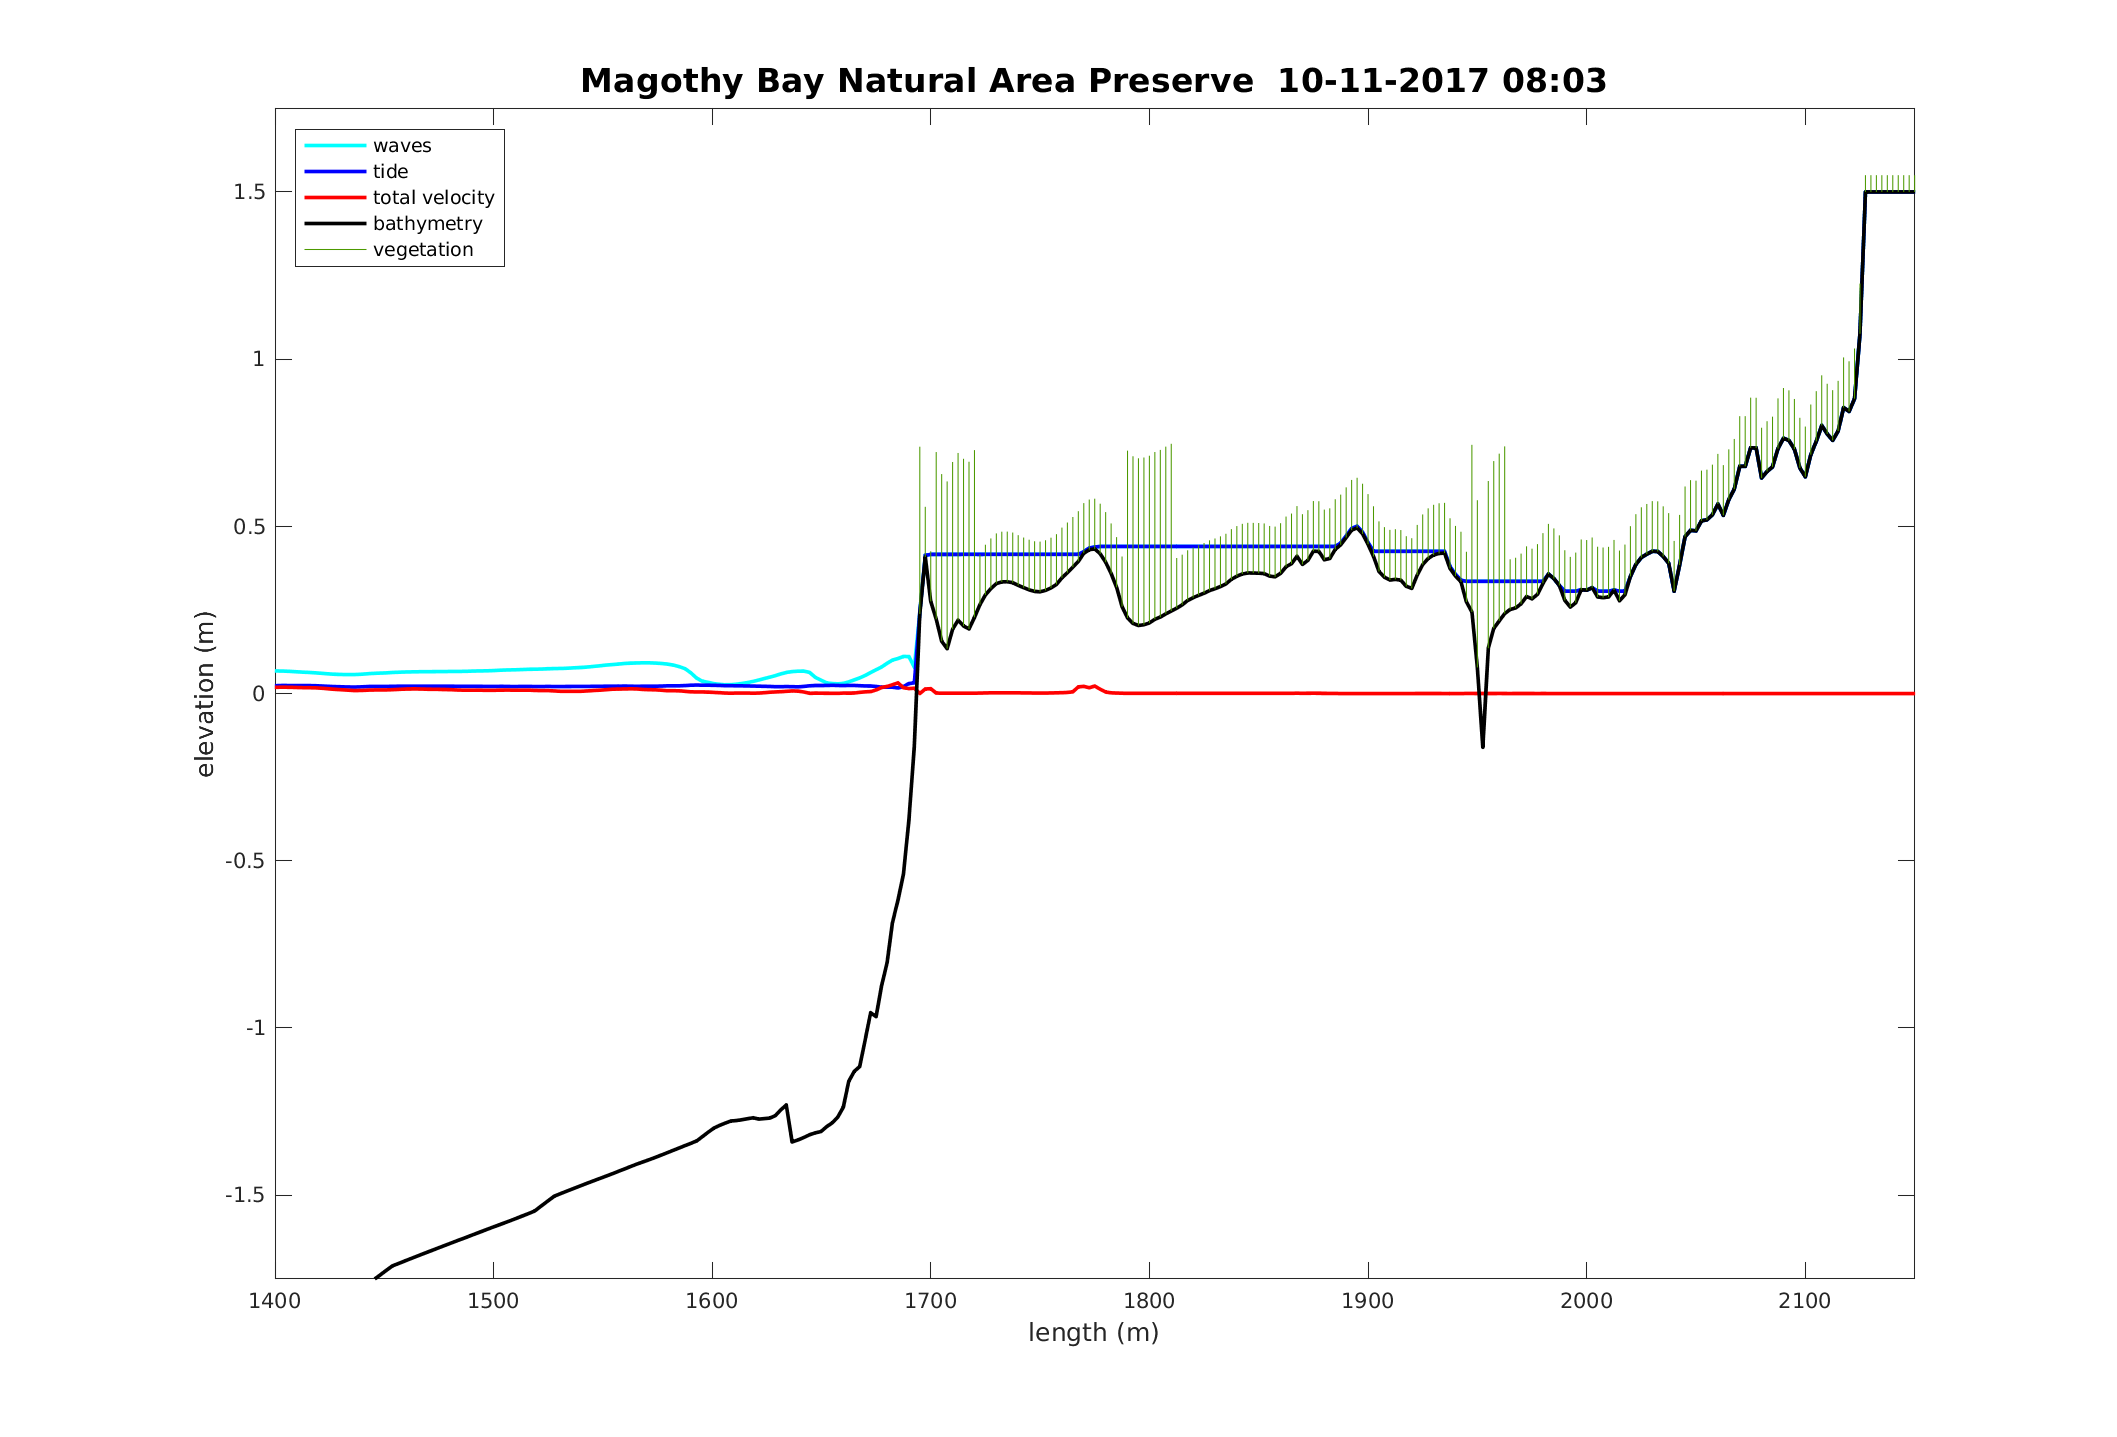 Magothy Bay Natural Area Preserve  10-11-2017 08:03
waves
tide
total velocity
bathymetry
vegetation
1.5
1
0.5
0
-0.5
-1
-1.5
elevation (m)
1400 1500 1600 1700 1800 1900 2000 2100
length (m)